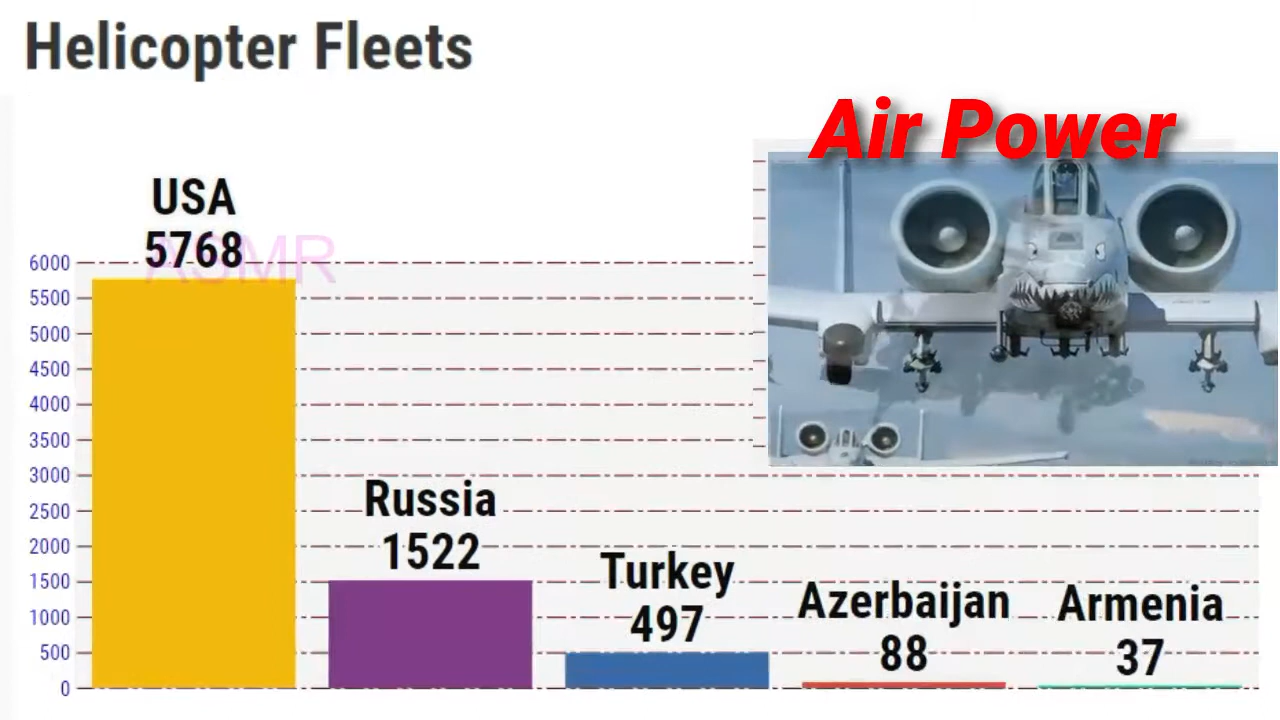 Helicopter Fleets
Air Power
USA
5768
ASMR
6000
5500
5000
4500
4000
3500
3000
2500
2000
1500
1000
500
0
Russia
1522
Turkey
497
Azerbaijan
88
Armenia
37